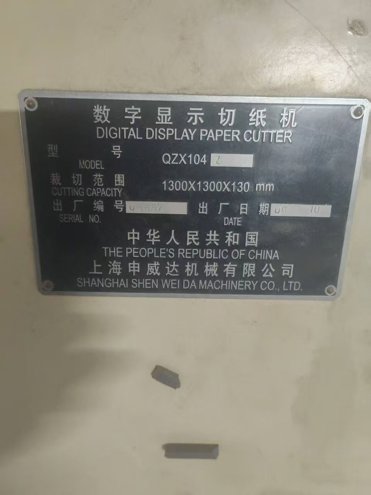 数字显示切纸机
DIGITAL DISPLAY PAPER CUTTER
型号 QZX104
MODEL
裁切范围 1300X1300X130 mm
CUTTING CAPACITY
出厂编号 出厂日期
SERIAL NO. DATE
中华人民共和国
THE PEOPLE'S REPUBLIC OF CHINA
上海申威达机械有限公司
SHANGHAI SHEN WEI DA MACHINERY CO., LTD.